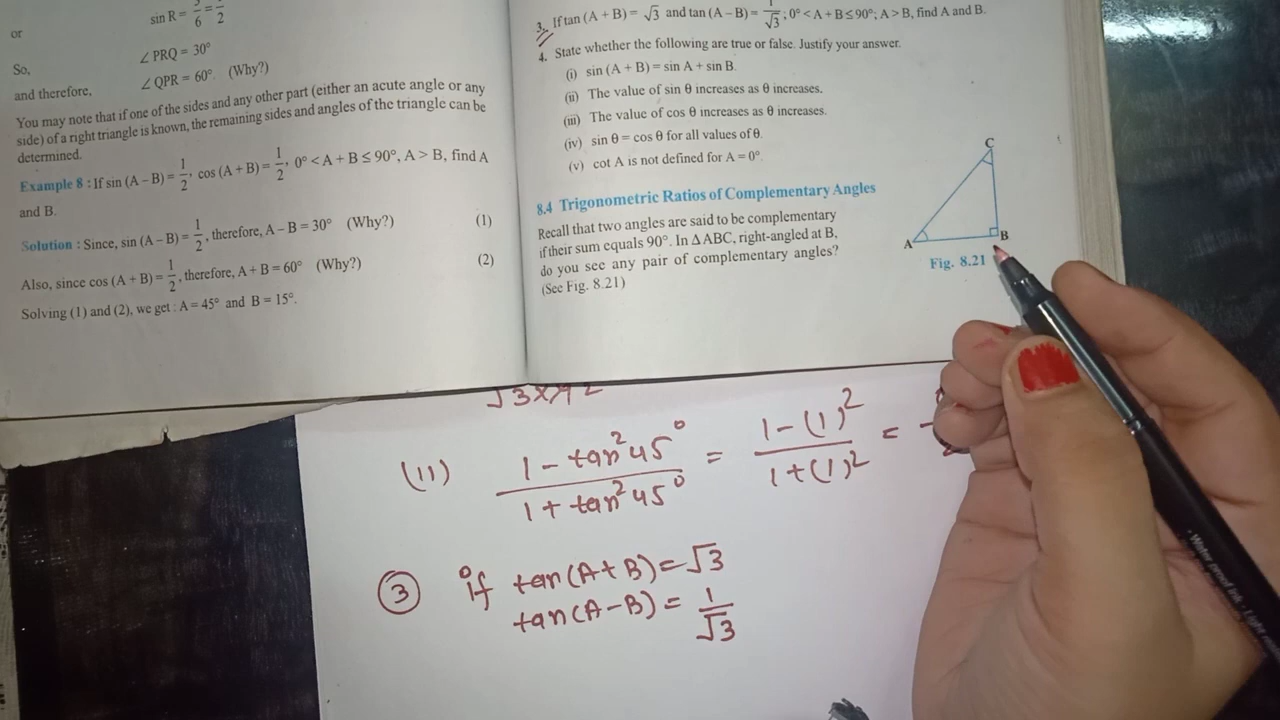 or
sin R = 3/6 = 1/2
So,
∠ PRQ = 30°
and therefore,
∠ QPR = 60°. (Why?)
You may note that if one of the sides and any other part (either an acute angle or any
side) of a right triangle is known, the remaining sides and angles of the triangle can be
determined.
Example 8 : If sin (A – B) = 1/2, cos (A + B) = 1/2, 0° < A + B ≤ 90°, A > B, find A
and B.
Solution : Since, sin (A – B) = 1/2, therefore, A – B = 30° (Why?) (1)
Also, since cos (A + B) = 1/2, therefore, A + B = 60° (Why?) (2)
Solving (1) and (2), we get : A = 45° and B = 15°.
3. If tan (A + B) = √3 and tan (A – B) = 1/√3; 0° < A + B ≤ 90°; A > B, find A and B.
4. State whether the following are true or false. Justify your answer.
(i) sin (A + B) = sin A + sin B.
(ii) The value of sin θ increases as θ increases.
(iii) The value of cos θ increases as θ increases.
(iv) sin θ = cos θ for all values of θ.
(v) cot A is not defined for A = 0°.
8.4 Trigonometric Ratios of Complementary Angles
Recall that two angles are said to be complementary
if their sum equals 90°. In Δ ABC, right-angled at B,
do you see any pair of complementary angles?
(See Fig. 8.21)
C
A
B
Fig. 8.21
(11) 1 - tan²45° / 1 + tan²45° = 1-(1)² / 1+(1)² =
3 if tan(A+B)=√3
tan(A-B) = 1/√3
Water proof ink